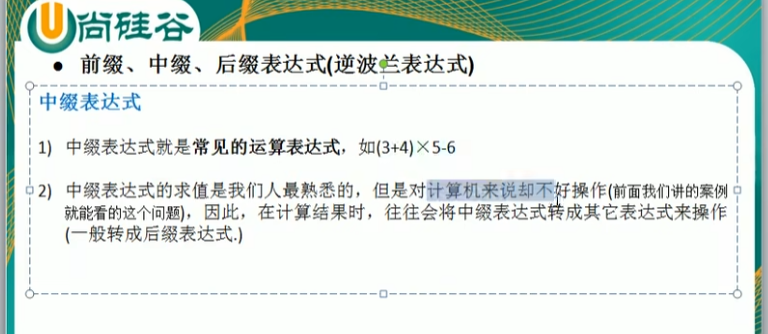 尚硅谷
• 前缀、中缀、后缀表达式(逆波兰表达式)
中缀表达式
1) 中缀表达式就是常见的运算表达式，如(3+4)×5-6
2) 中缀表达式的求值是我们人最熟悉的，但是对计算机来说却不好操作(前面我们讲的案例
就能看的这个问题)，因此，在计算结果时，往往会将中缀表达式转成其它表达式来操作
(一般转成后缀表达式.)